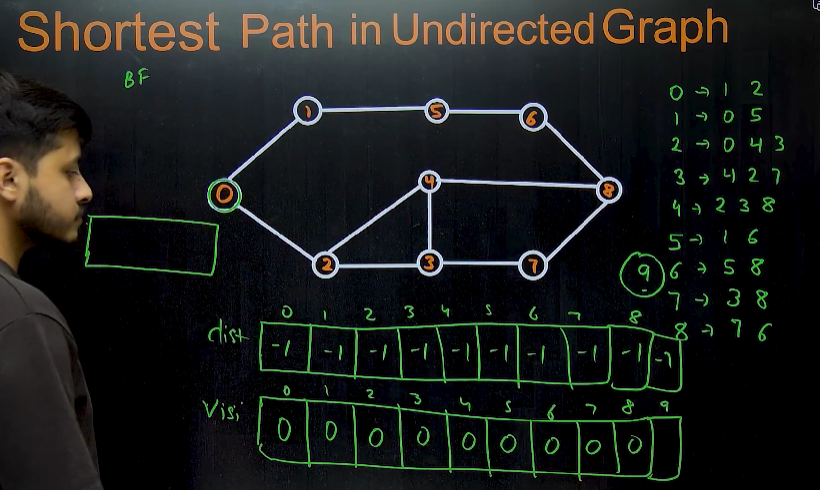 Shortest Path in Undirected Graph
BF
1 5 6
0 4 8
2 3 7
9
0 → 1 2
1 → 0 5
2 → 0 4 3
3 → 4 2 7
4 → 2 3 8
5 → 1 6
6 → 5 8
7 → 3 8
8 → 7 6
0 1 2 3 4 5 6 7 8
dist -1 -1 -1 -1 -1 -1 -1 -1 -1 -1
0 1 2 3 4 5 6 7 8 9
Visi 0 0 0 0 0 0 0 0 0